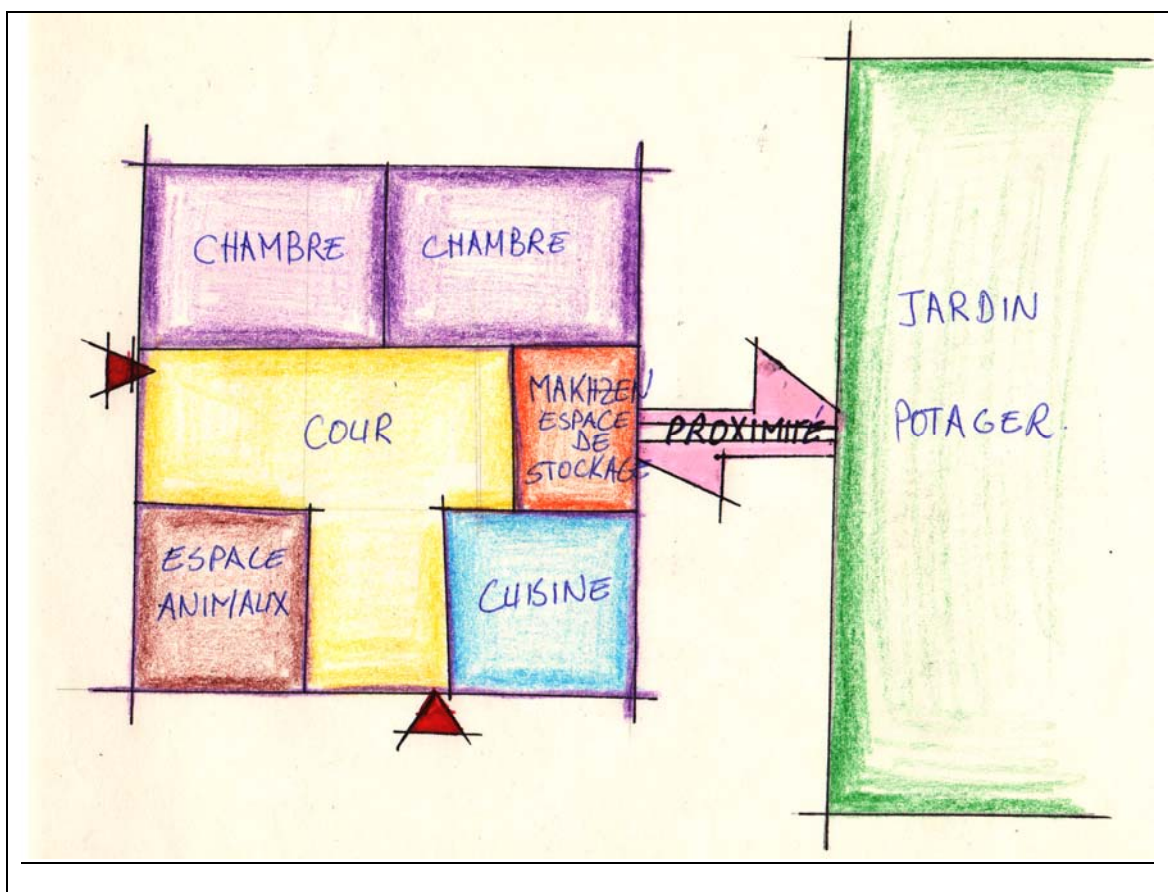 CHAMBRE
CHAMBRE
COUR
MAKHZEN
ESPACE
DE
STOCKAGE
PROXIMITÉ
JARDIN
POTAGER
ESPACE
ANIMAUX
CUISINE